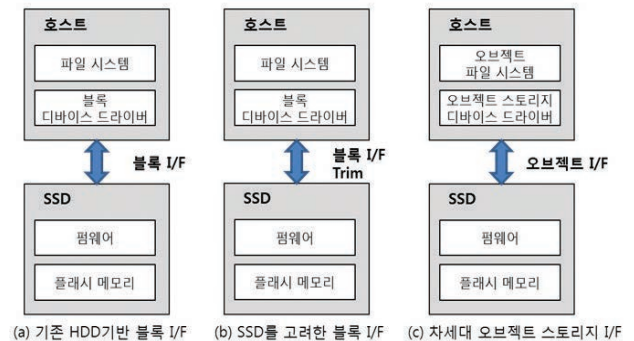 호스트
파일 시스템
블록
디바이스 드라이버
블록 I/F
SSD
펌웨어
플래시 메모리
(a) 기존 HDD기반 블록 I/F
호스트
파일 시스템
블록
디바이스 드라이버
블록 I/F
Trim
SSD
펌웨어
플래시 메모리
(b) SSD를 고려한 블록 I/F
호스트
오브젝트
파일 시스템
오브젝트 스토리지
디바이스 드라이버
오브젝트 I/F
SSD
펌웨어
플래시 메모리
(c) 차세대 오브젝트 스토리지 I/F